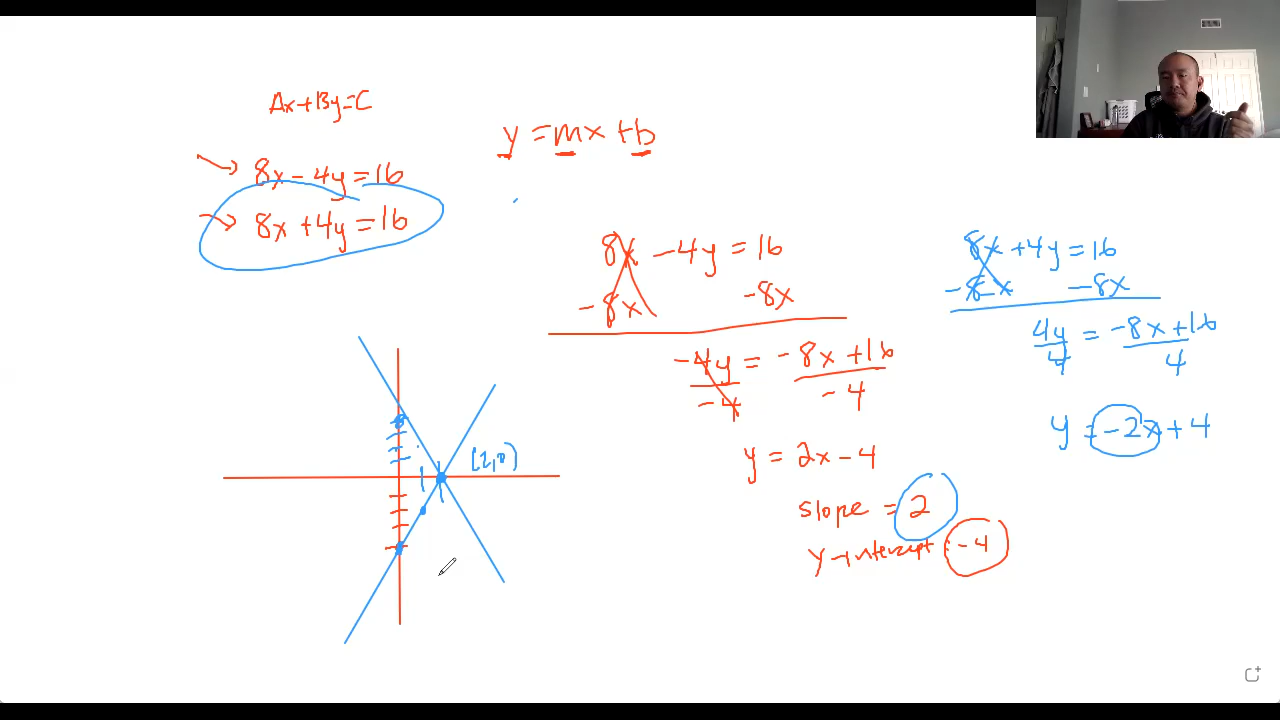 Ax+By=C
y = mx + b
8x - 4y = 16
8x + 4y = 16
8x - 4y = 16
- 8x - 8x
-4y = - 8x + 16
-4 - 4
y = 2x - 4
slope = 2
y-intercept = -4
8x + 4y = 16
- 8x - 8x
4y = -8x + 16
4 4
y = -2x + 4
(2,0)